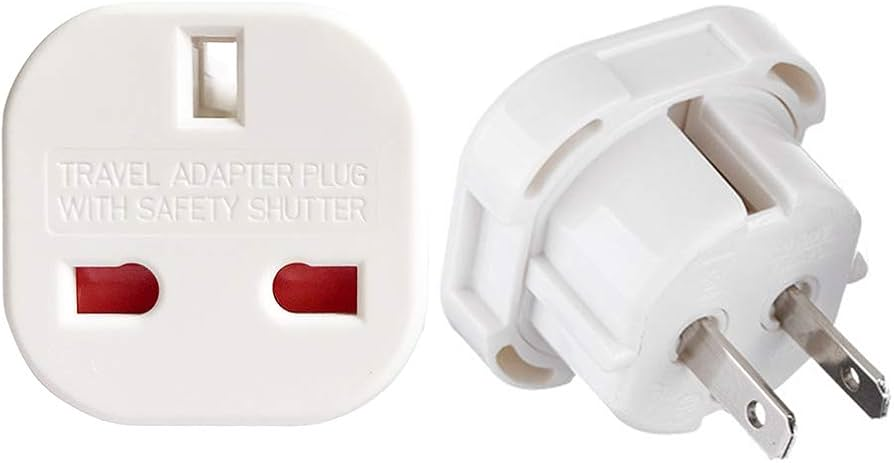 TRAVEL ADAPTER PLUG
WITH SAFETY SHUTTER